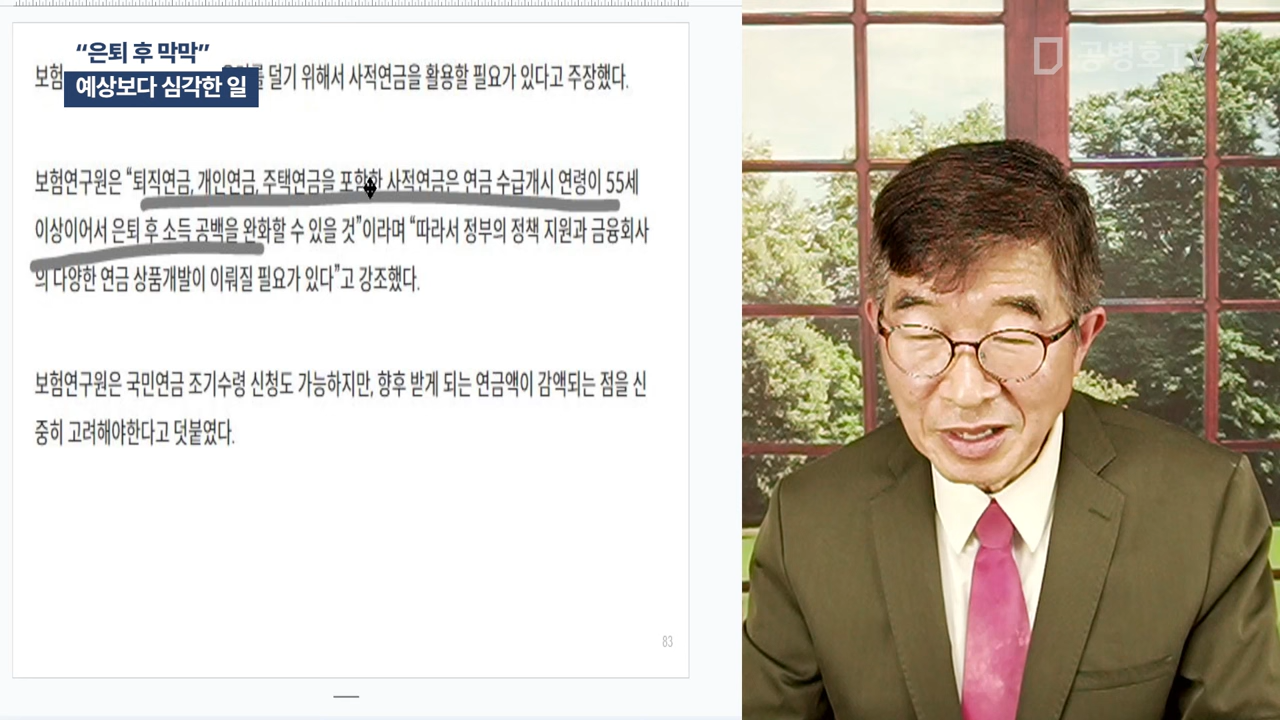 “은퇴 후 막막”
예상보다 심각한 일
보험 를 덜기 위해서 사적연금을 활용할 필요가 있다고 주장했다.
보험연구원은 “퇴직연금, 개인연금, 주택연금을 포함한 사적연금은 연금 수급개시 연령이 55세
이상이어서 은퇴 후 소득 공백을 완화할 수 있을 것”이라며 “따라서 정부의 정책 지원과 금융회사
의 다양한 연금 상품개발이 이뤄질 필요가 있다”고 강조했다.
보험연구원은 국민연금 조기수령 신청도 가능하지만, 향후 받게 되는 연금액이 감액되는 점을 신
중히 고려해야한다고 덧붙였다.
83
공병호TV